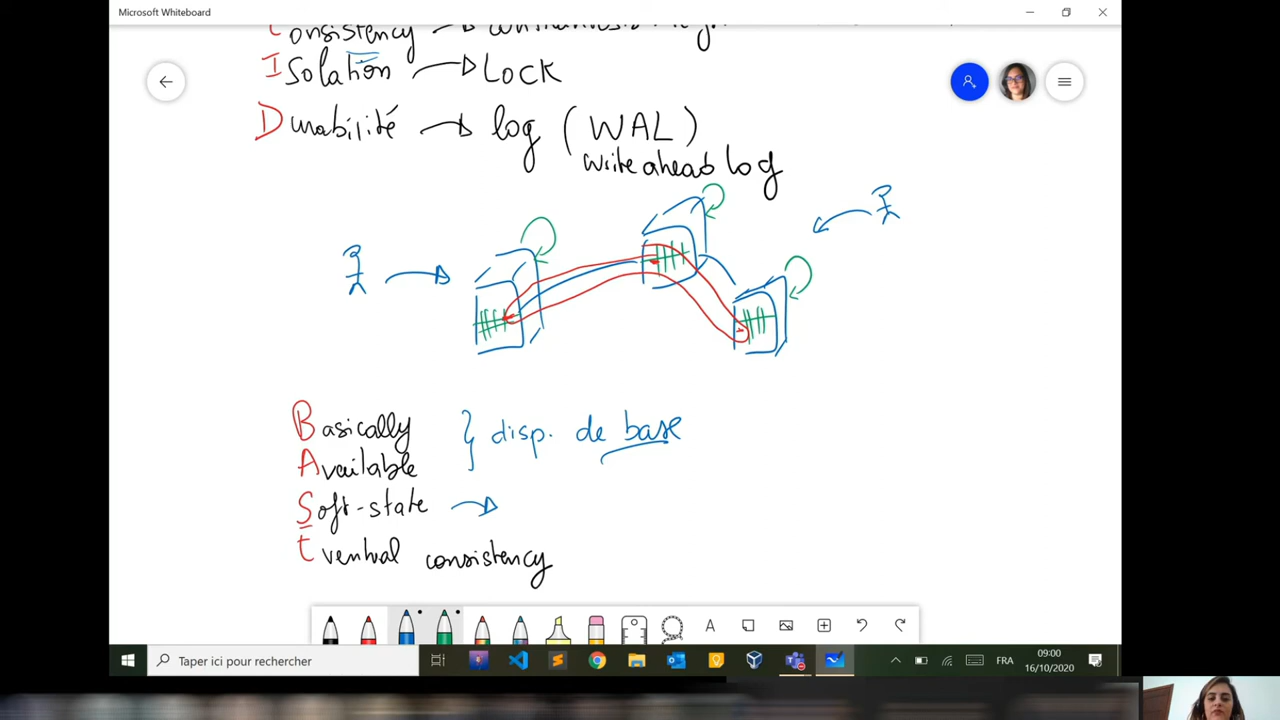 Microsoft Whiteboard
Consistency
ISolation LOCK
Durabilité log (WAL)
write ahead log
Basically
Available
disp. de base
Soft-state
Eventual consistency
Taper ici pour rechercher
FRA
09:00
16/10/2020